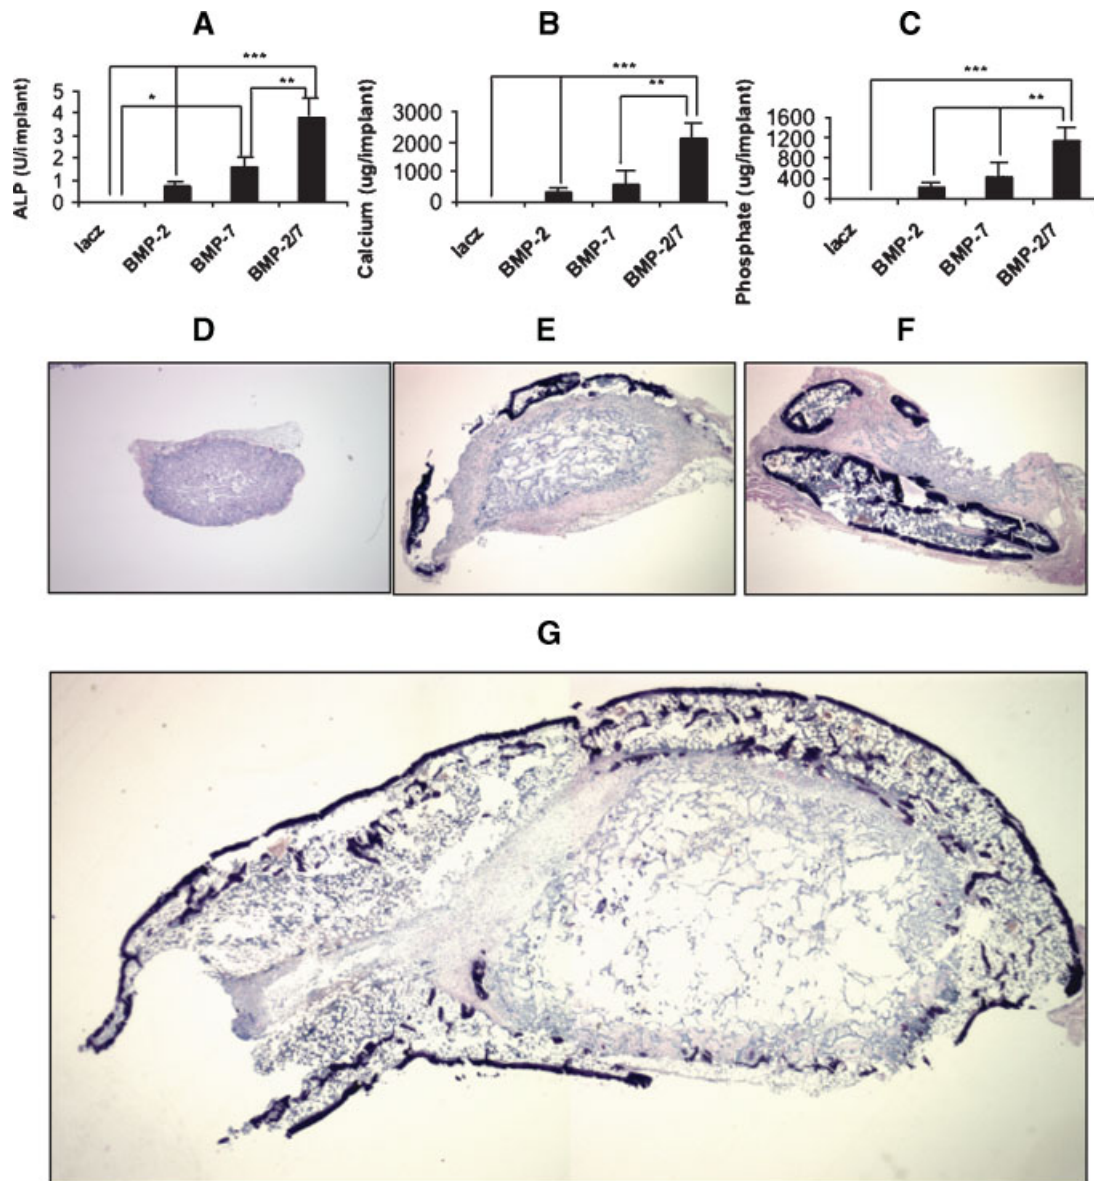 A
B
C
ALP (U/implant)
5
4
3
2
1
0
***
*
**
lacz
BMP-2
BMP-7
BMP-2/7
Calcium (ug/implant)
3000
2000
1000
0
***
**
lacz
BMP-2
BMP-7
BMP-2/7
Phosphate (ug/implant)
1600
1200
800
400
0
***
**
lacz
BMP-2
BMP-7
BMP-2/7
D
E
F
G